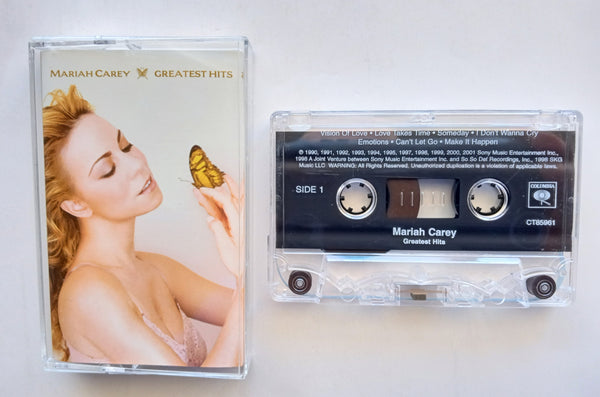 MARIAH CAREY GREATEST HITS
Vision Of Love • Love Takes Time • Someday • I Don't Wanna Cry
Emotions • Can't Let Go • Make It Happen
℗ 1990, 1991, 1992, 1993, 1994, 1995, 1997, 1998, 1999, 2000, 2001 Sony Music Entertainment Inc.,
1998 A Joint Venture between Sony Music Entertainment Inc. and So So Def Recordings, Inc., 1998 SKG
Music LLC WARNING: All Rights Reserved. Unauthorized duplication is a violation of applicable laws.
SIDE 1
COLUMBIA
CT85961
Mariah Carey
Greatest Hits